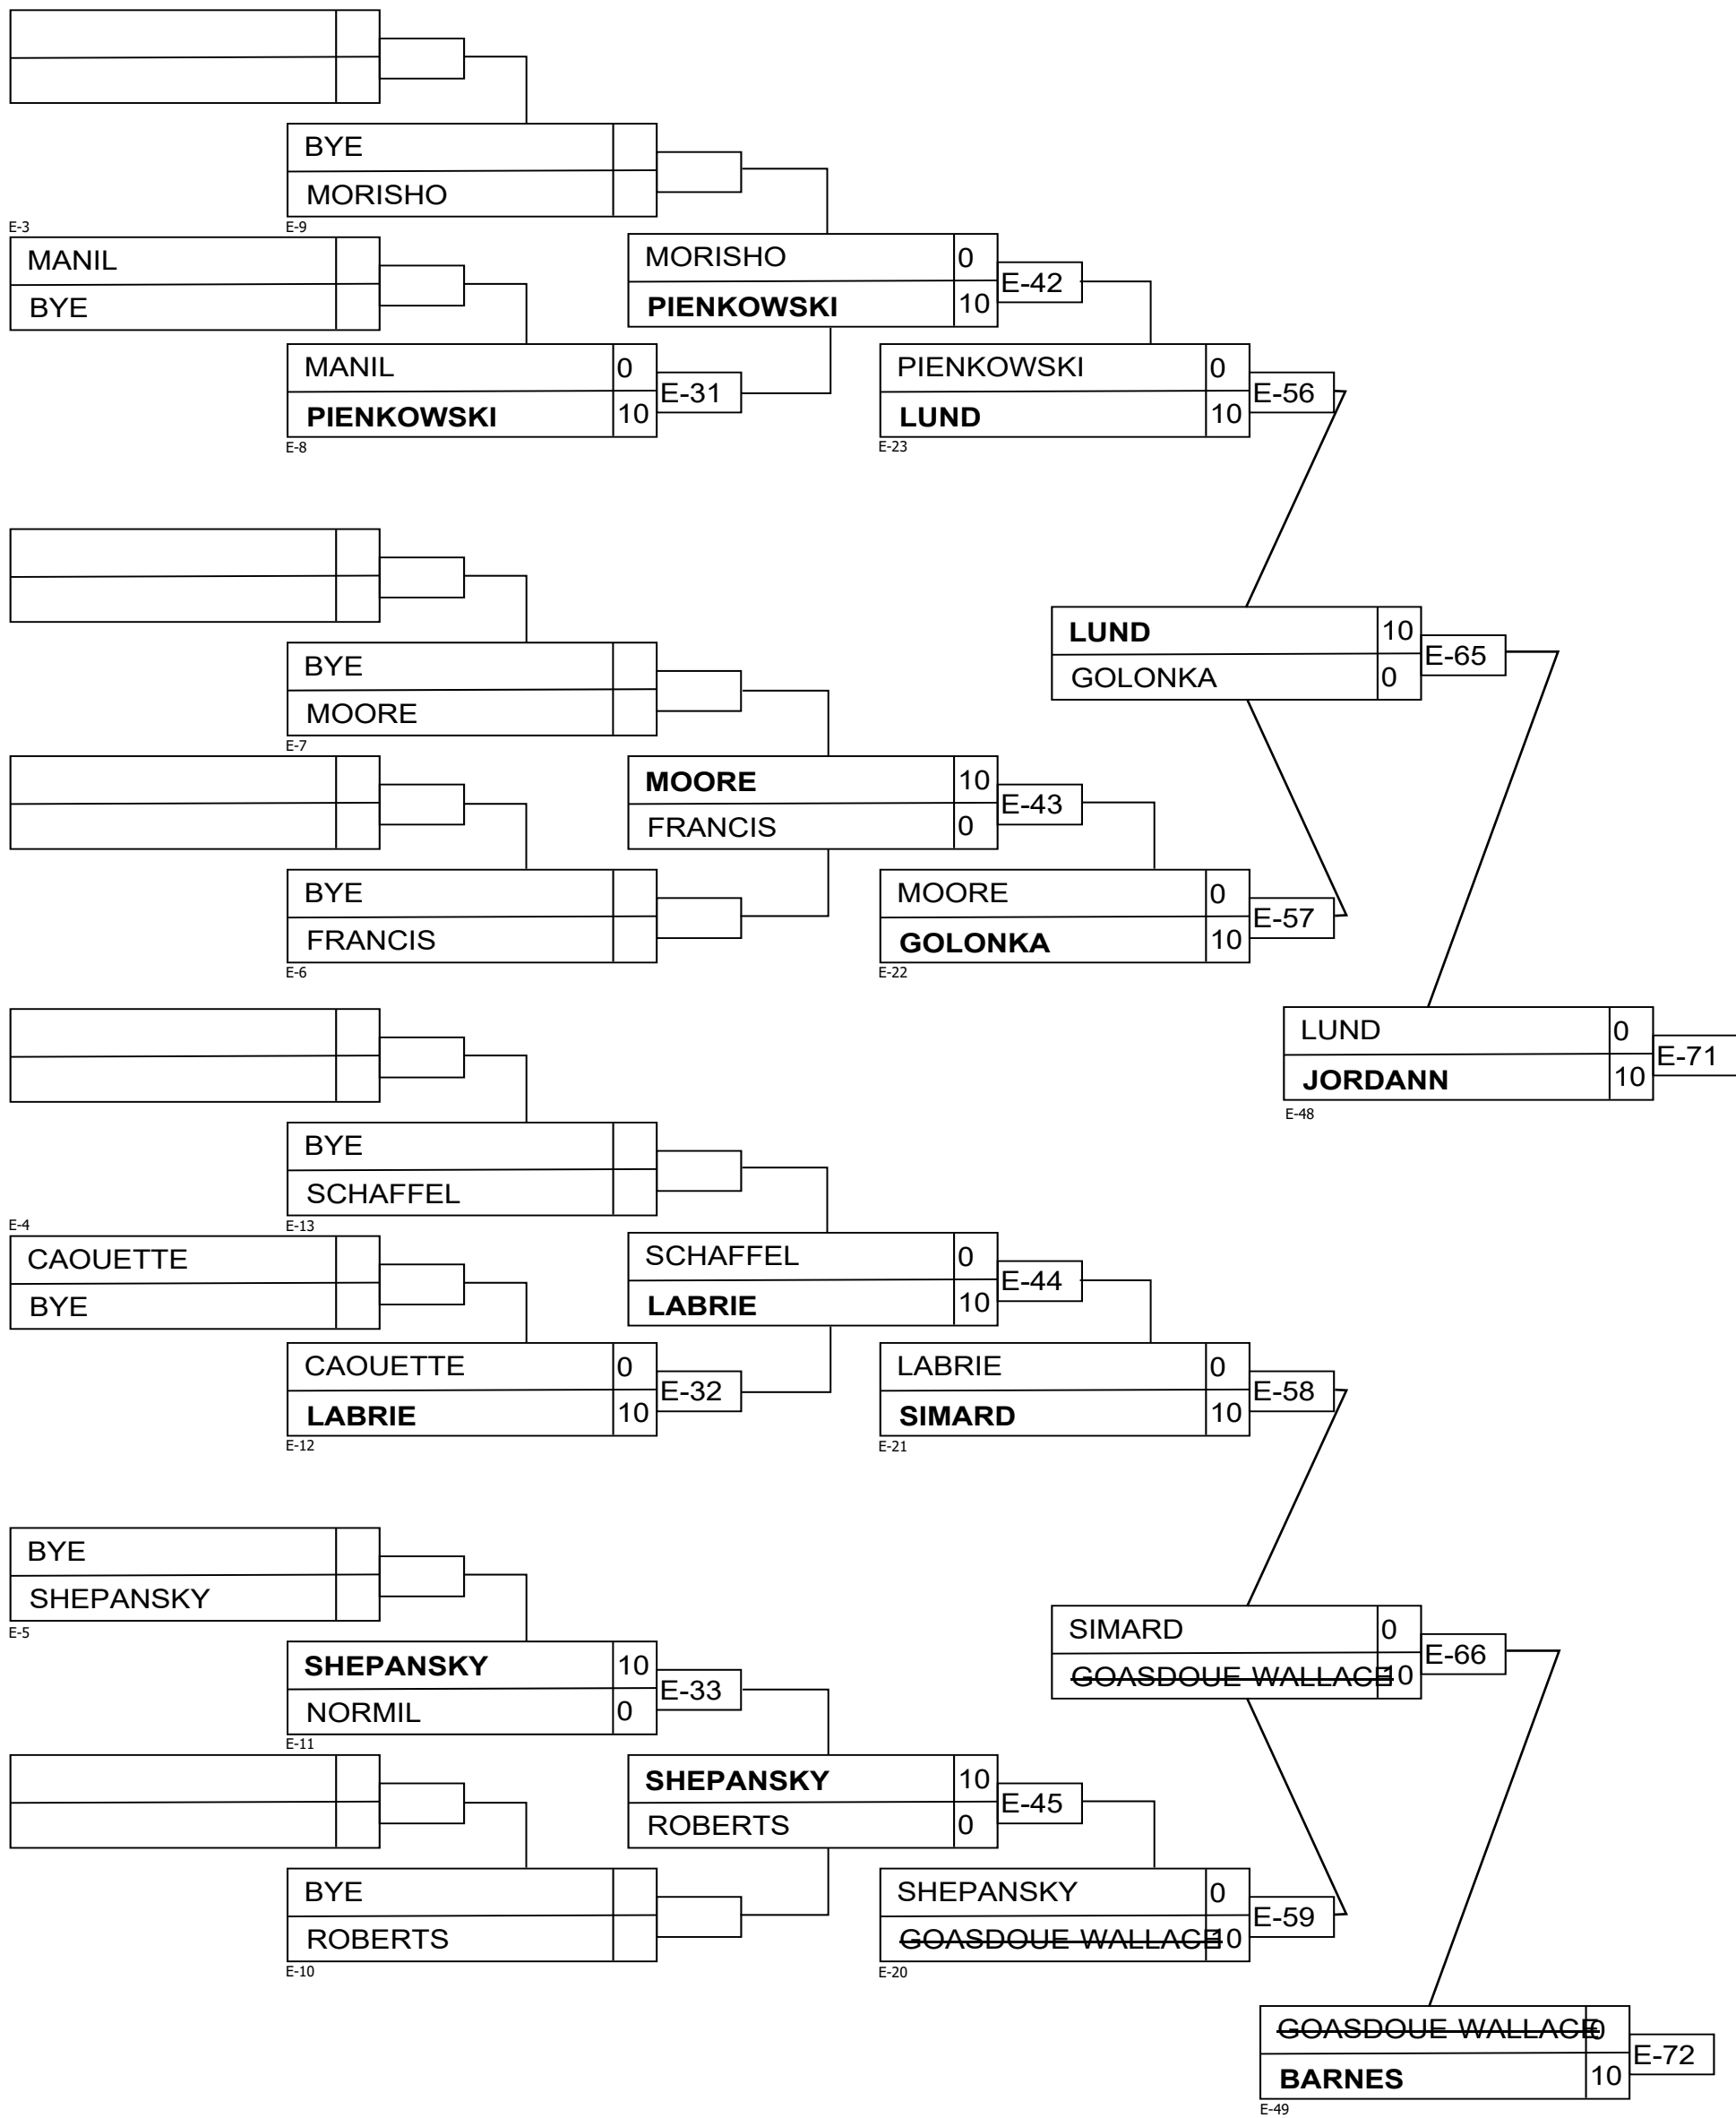 BYE
MORISHO
E-3
E-9
MANIL
BYE
MORISHO 0
PIENKOWSKI 10
E-42
MANIL 0
PIENKOWSKI 10
E-31
E-8
PIENKOWSKI 0
LUND 10
E-56
E-23
LUND 10
GOLONKA 0
E-65
BYE
MOORE
E-7
MOORE 10
FRANCIS 0
E-43
BYE
FRANCIS
E-6
MOORE 0
GOLONKA 10
E-57
E-22
LUND 0
JORDANN 10
E-71
E-48
BYE
SCHAFFEL
E-4
E-13
CAOUETTE
BYE
SCHAFFEL 0
LABRIE 10
E-44
CAOUETTE 0
LABRIE 10
E-32
E-12
LABRIE 0
SIMARD 10
E-58
E-21
BYE
SHEPANSKY
E-5
SIMARD 0
GOASDOUE WALLACE 10
E-66
SHEPANSKY 10
NORMIL 0
E-33
E-11
SHEPANSKY 10
ROBERTS 0
E-45
BYE
ROBERTS
E-10
SHEPANSKY 0
GOASDOUE WALLACE 10
E-59
E-20
GOASDOUE WALLACE 0
BARNES 10
E-72
E-49